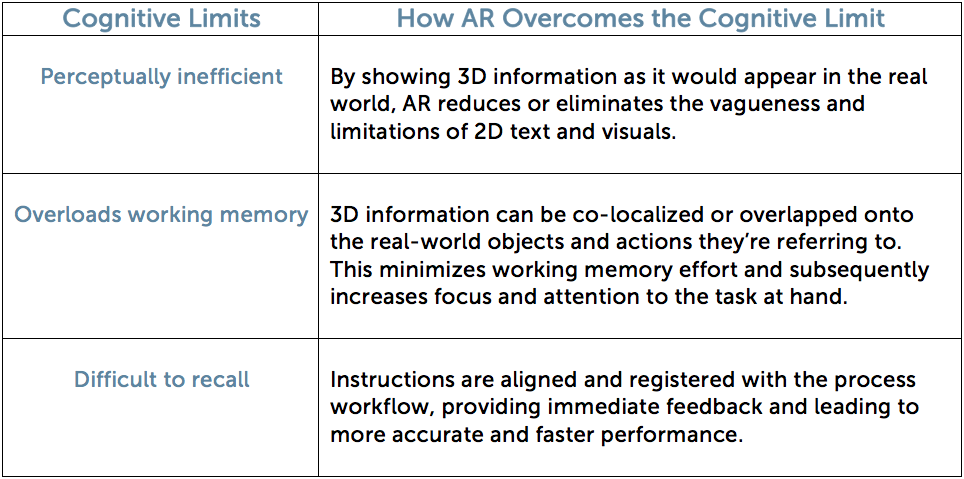 Cognitive Limits
How AR Overcomes the Cognitive Limit
Perceptually inefficient
By showing 3D information as it would appear in the real
world, AR reduces or eliminates the vagueness and
limitations of 2D text and visuals.
Overloads working memory
3D information can be co-localized or overlapped onto
the real-world objects and actions they’re referring to.
This minimizes working memory effort and subsequently
increases focus and attention to the task at hand.
Difficult to recall
Instructions are aligned and registered with the process
workflow, providing immediate feedback and leading to
more accurate and faster performance.